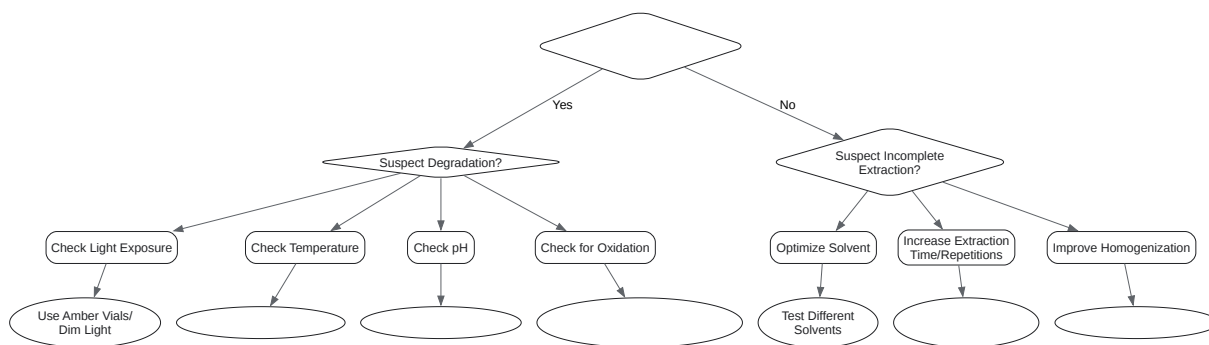 Yes
No
Suspect Degradation?
Suspect Incomplete
Extraction?
Check Light Exposure
Check Temperature
Check pH
Check for Oxidation
Optimize Solvent
Increase Extraction
Time/Repetitions
Improve Homogenization
Use Amber Vials/
Dim Light
Test Different
Solvents